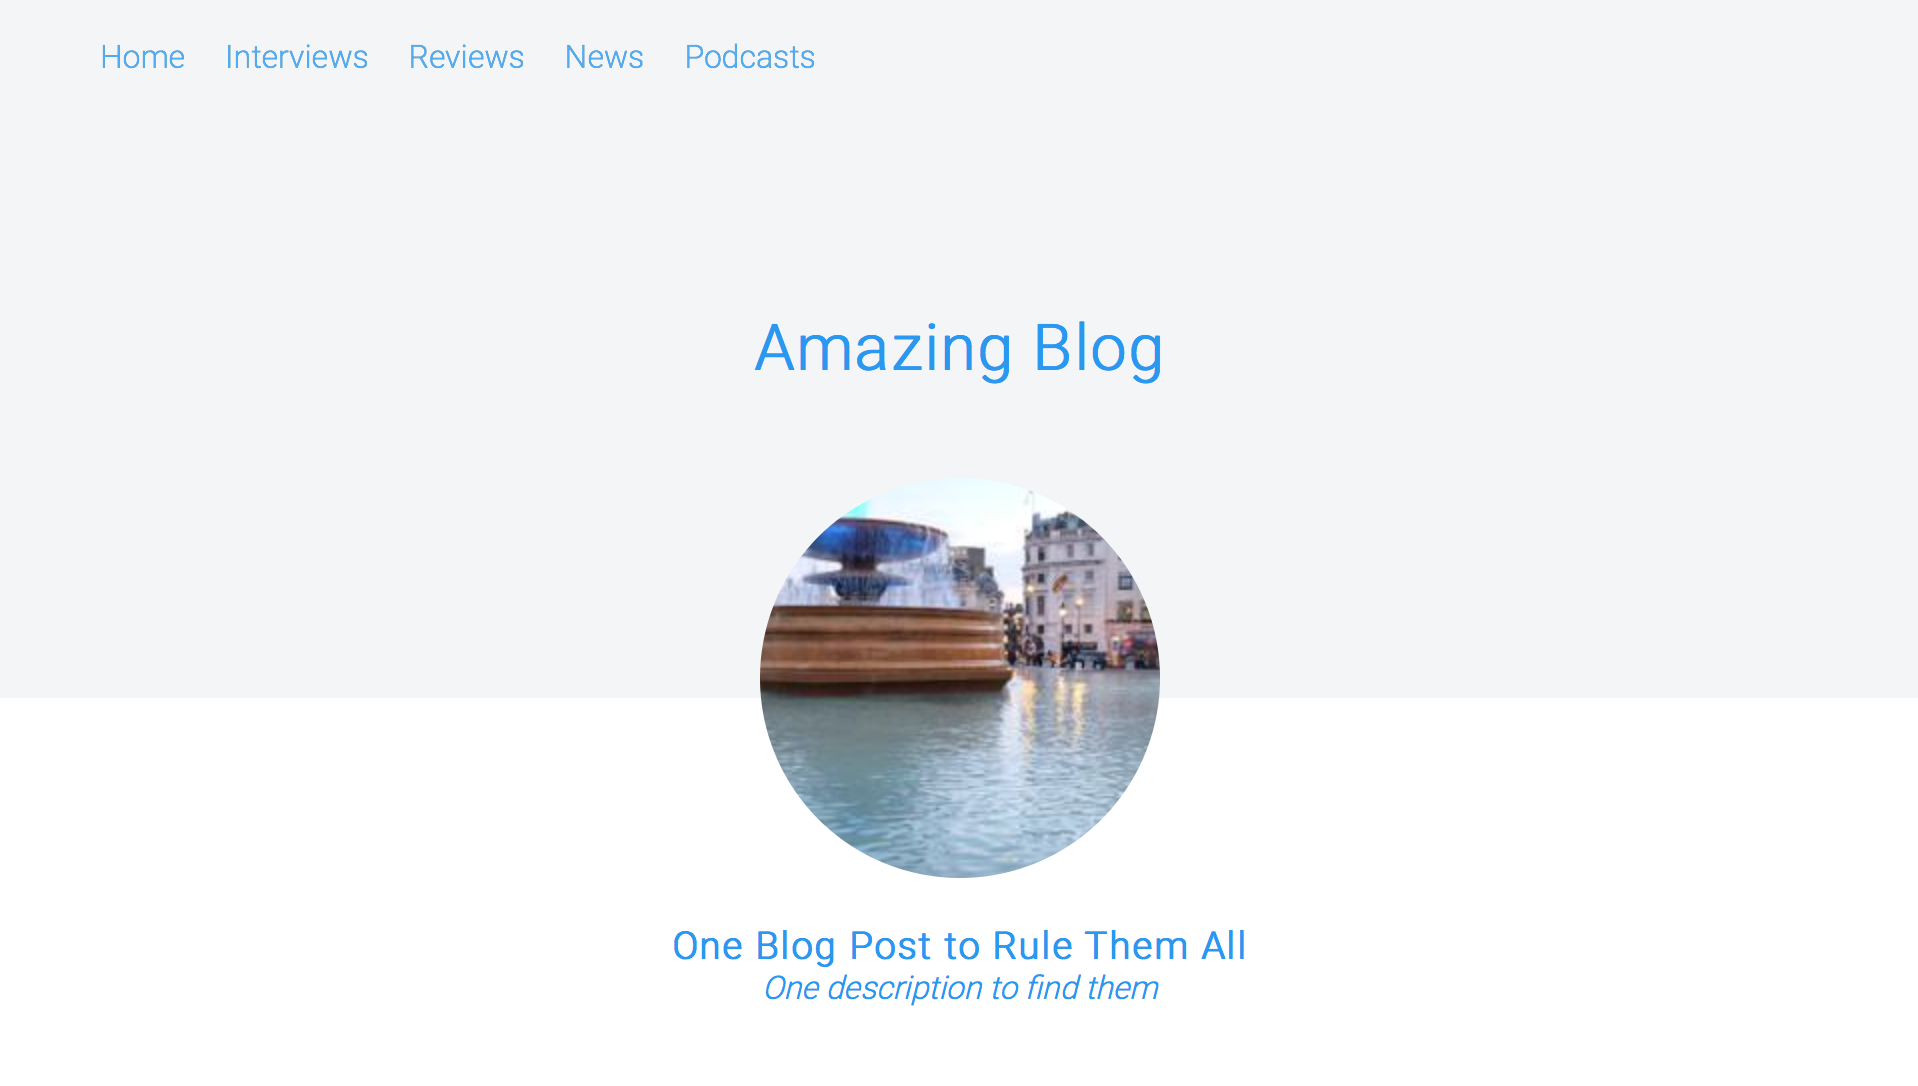 Home Interviews Reviews News Podcasts
Amazing Blog
One Blog Post to Rule Them All
One description to find them